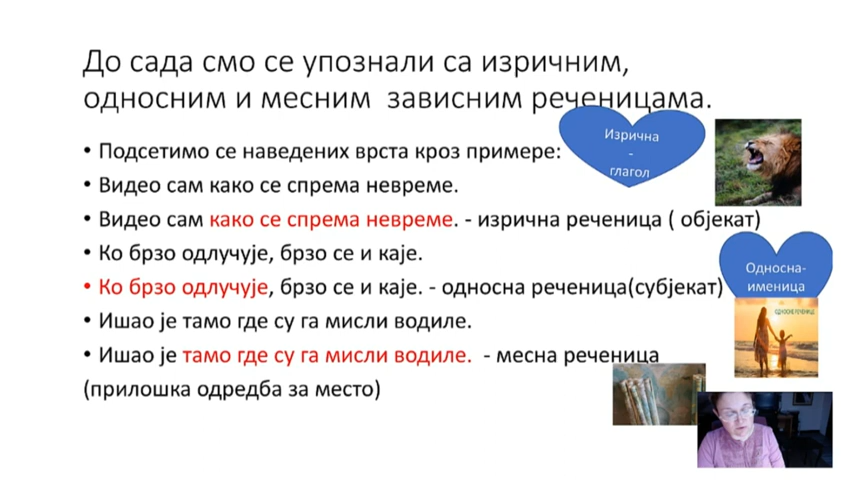 До сада смо се упознали са изричним,
односним и месним зависним реченицама.
• Подсетимо се наведених врста кроз примере:
• Видео сам како се спрема невреме.
• Видео сам како се спрема невреме. - изрична реченица ( објекат)
• Ко брзо одлучује, брзо се и каје.
• Ко брзо одлучује, брзо се и каје. - односна реченица(субјекат)
• Ишао је тамо где су га мисли водиле.
• Ишао је тамо где су га мисли водиле. - месна реченица
(прилошка одредба за место)
Изрична
-
глагол
Односна-
именица
ОДНОСНЕ РЕЧЕНИЦЕ